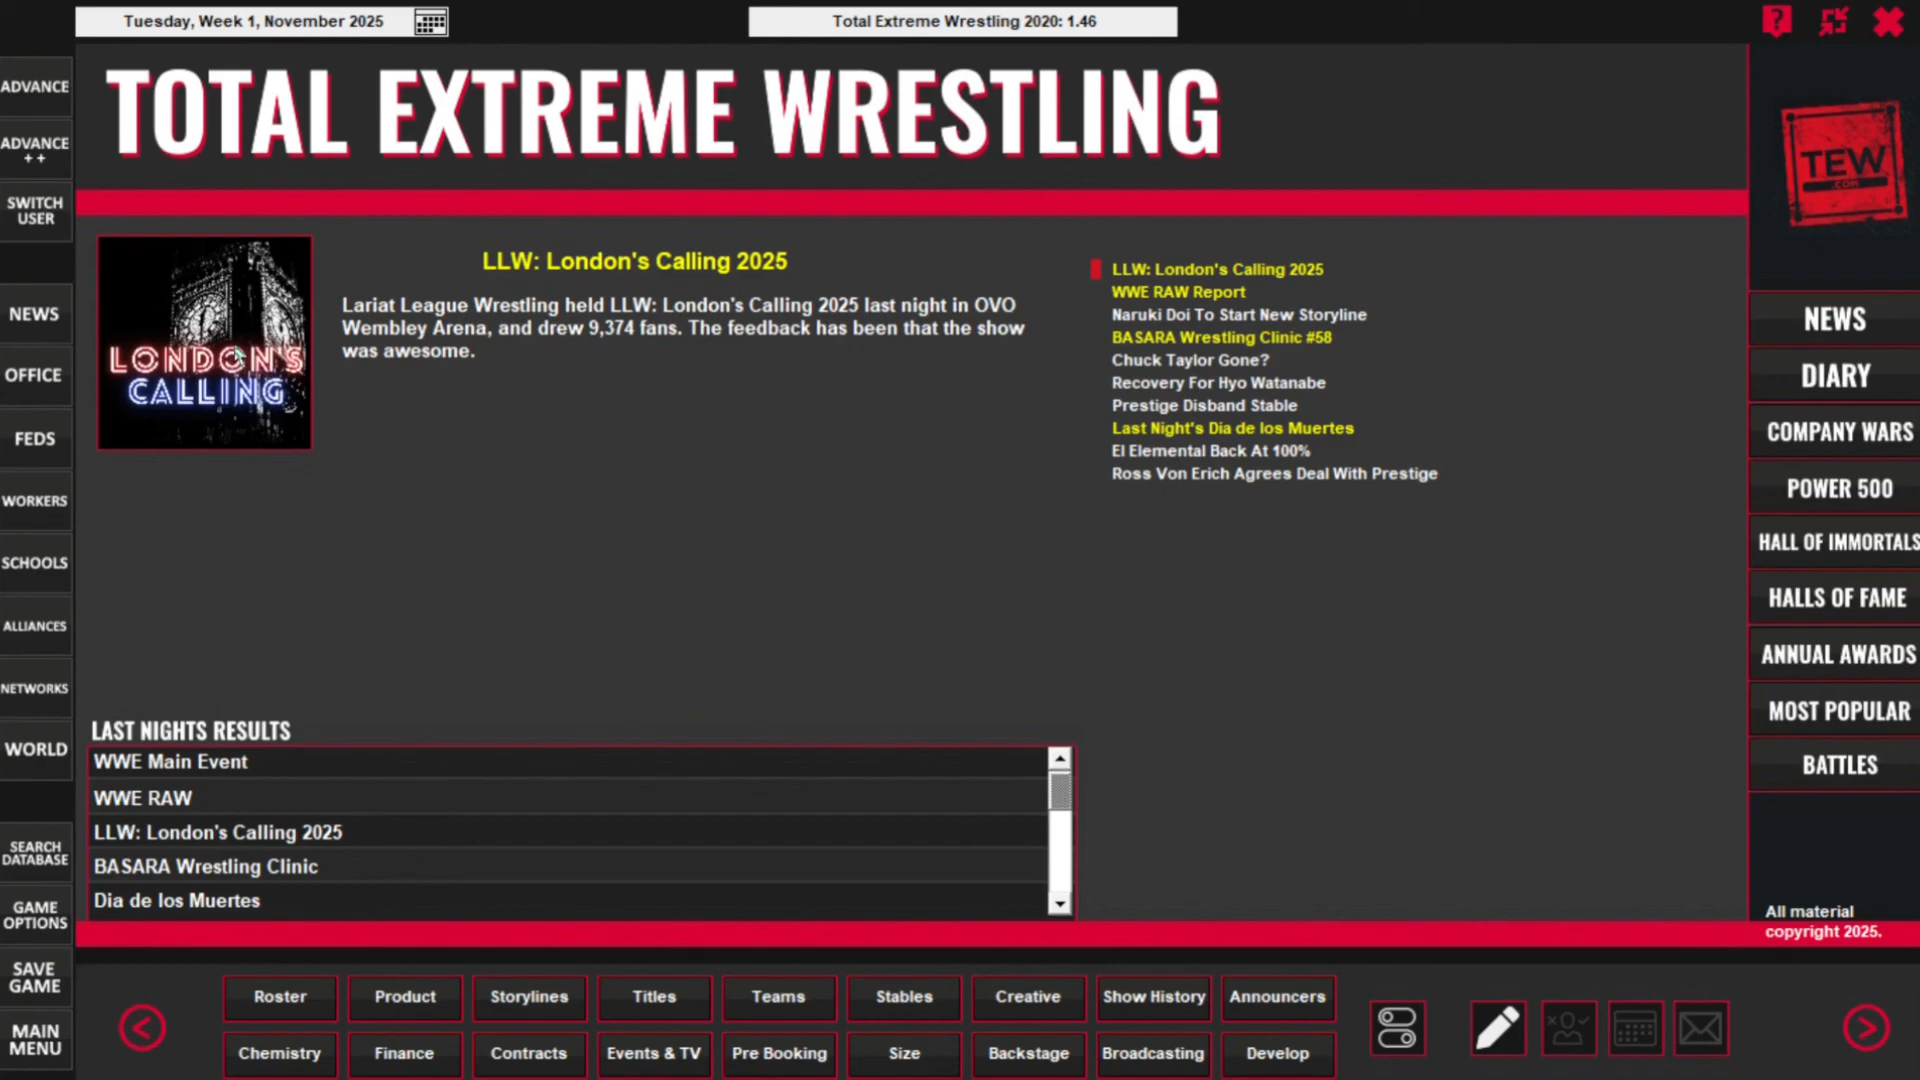 Tuesday, Week 1, November 2025
Total Extreme Wrestling 2020: 1.46
?
ADVANCE
ADVANCE
++
SWITCH
USER
NEWS
OFFICE
FEDS
WORKERS
SCHOOLS
ALLIANCES
NETWORKS
WORLD
SEARCH
DATABASE
GAME
OPTIONS
SAVE
GAME
MAIN
MENU
TOTAL EXTREME WRESTLING
TEW
.COM
LONDON'S
CALLING
LLW: London's Calling 2025
Lariat League Wrestling held LLW: London's Calling 2025 last night in OVO
Wembley Arena, and drew 9,374 fans. The feedback has been that the show
was awesome.
LLW: London's Calling 2025
WWE RAW Report
Naruki Doi To Start New Storyline
BASARA Wrestling Clinic #58
Chuck Taylor Gone?
Recovery For Hyo Watanabe
Prestige Disband Stable
Last Night's Dia de los Muertes
El Elemental Back At 100%
Ross Von Erich Agrees Deal With Prestige
LAST NIGHTS RESULTS
WWE Main Event
WWE RAW
LLW: London's Calling 2025
BASARA Wrestling Clinic
Dia de los Muertes
NEWS
DIARY
COMPANY WARS
POWER 500
HALL OF IMMORTALS
HALLS OF FAME
ANNUAL AWARDS
MOST POPULAR
BATTLES
All material
copyright 2025.
Roster
Product
Storylines
Titles
Teams
Stables
Creative
Show History
Announcers
Chemistry
Finance
Contracts
Events & TV
Pre Booking
Size
Backstage
Broadcasting
Develop